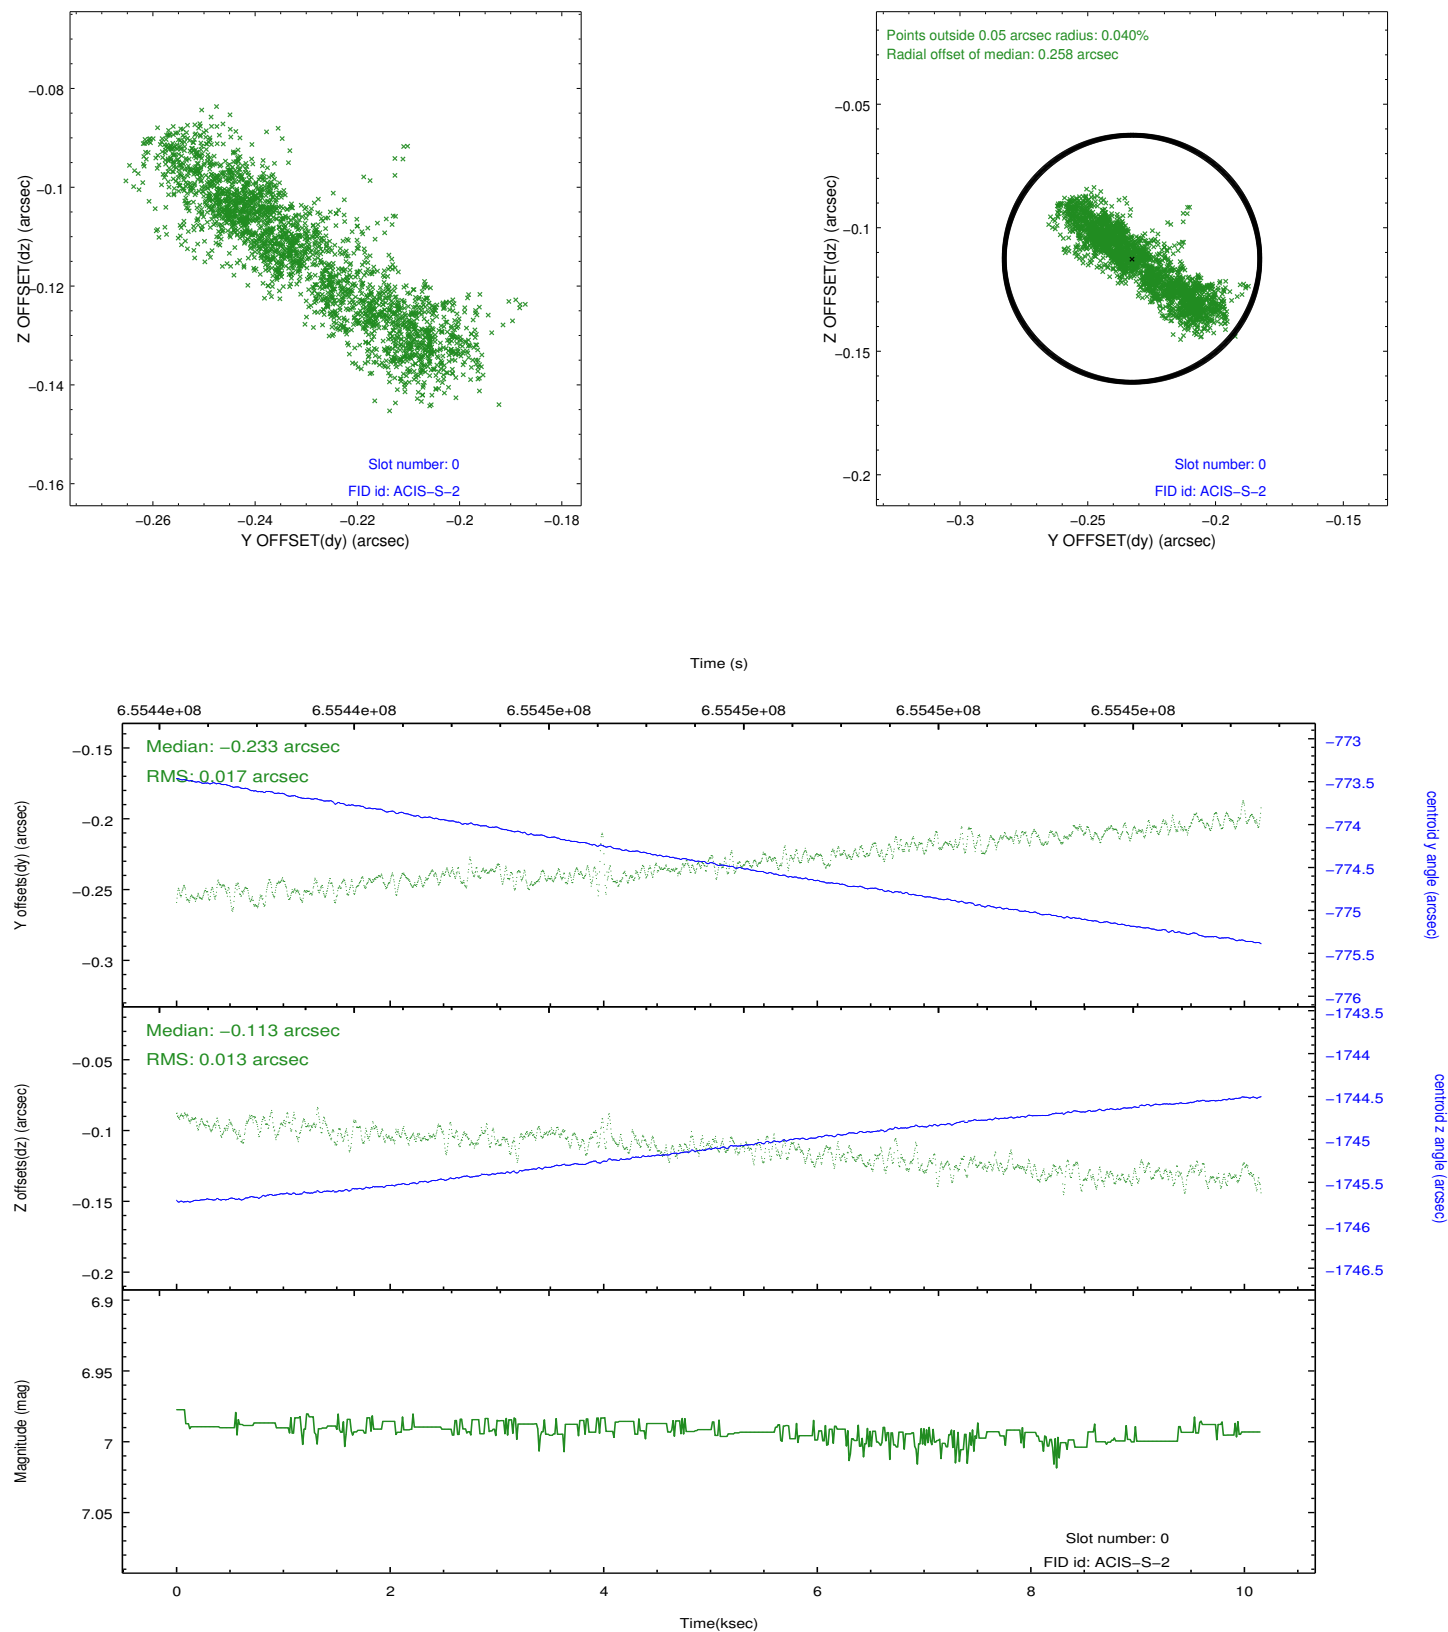 −0.08
−0.1
−0.12
−0.14
−0.16
Z OFFSET(dz) (arcsec)
Slot number: 0
FID id: ACIS−S−2
−0.26 −0.24 −0.22 −0.2 −0.18
Y OFFSET(dy) (arcsec)
Points outside 0.05 arcsec radius: 0.040%
Radial offset of median: 0.258 arcsec
−0.05
−0.1
−0.15
−0.2
Z OFFSET(dz) (arcsec)
Slot number: 0
FID id: ACIS−S−2
−0.3 −0.25 −0.2 −0.15
Y OFFSET(dy) (arcsec)
Time (s)
6.5544e+08 6.5544e+08 6.5545e+08 6.5545e+08 6.5545e+08 6.5545e+08
Median: −0.233 arcsec
RMS: 0.017 arcsec
−0.15
−0.2
−0.25
−0.3
Y offsets(dy) (arcsec)
−773
−773.5
−774
−774.5
−775
−775.5
−776
centroid y angle (arcsec)
Median: −0.113 arcsec
RMS: 0.013 arcsec
−0.05
−0.1
−0.15
−0.2
Z offsets(dz) (arcsec)
−1743.5
−1744
−1744.5
−1745
−1745.5
−1746
−1746.5
centroid z angle (arcsec)
6.9
6.95
7
7.05
Magnitude (mag)
Slot number: 0
FID id: ACIS−S−2
0 2 4 6 8 10
Time(ksec)